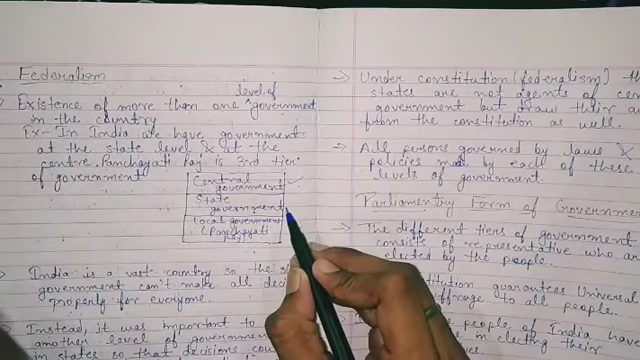 Federalism
level of
Existence of more than one ^government
in the country
Ex - In India are have governments
at the state level & at the
centre. Panchayati Raj is 3rd tier
of government
Central
government
State
government
Local government
(Panchayati
Raj)
India is a vast country so the
government can't make all
properly for everyone.
Instead, it was important to
another level of
in states so that decisions
Under constitution (federalism)
states are not agents of
government but draw their
from the constitution as well.
All persons governed by laws &
policies made by each of these
levels of government
Parliamentry Form of
The different tiers of government
consists of representative who
elected by the people.
guarantees Universal
to all people.
people of India have
in electing their